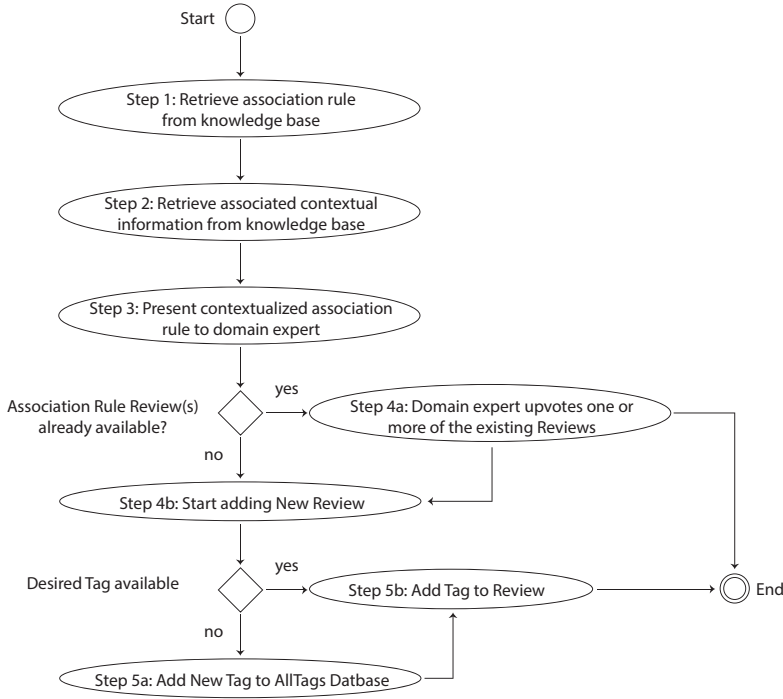 Start
Step 1: Retrieve association rule
from knowledge base
Step 2: Retrieve associated contextual
information from knowledge base
Step 3: Present contextualized association
rule to domain expert
Association Rule Review(s)
already available?
yes
Step 4a: Domain expert upvotes one or
more of the existing Reviews
no
Step 4b: Start adding New Review
Desired Tag available
yes
Step 5b: Add Tag to Review
End
no
Step 5a: Add New Tag to AllTags Datbase